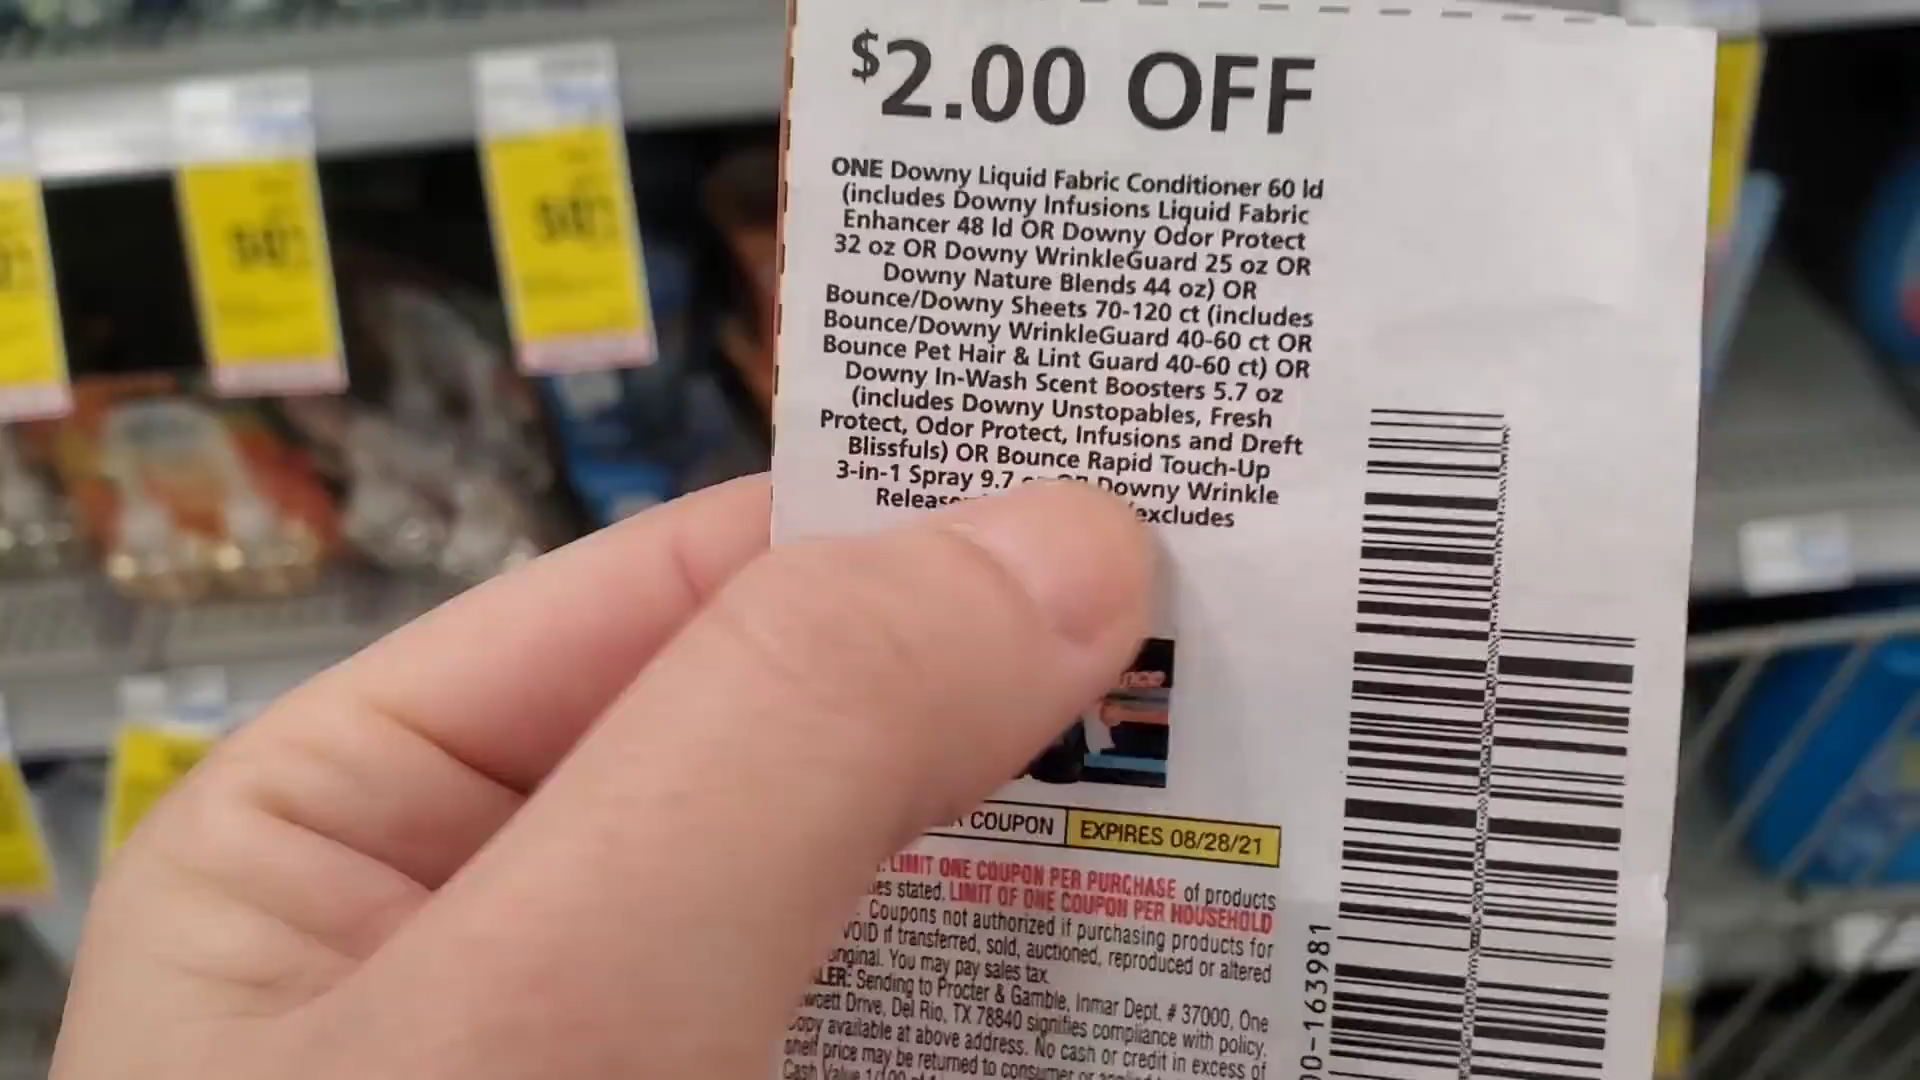 $2.00 OFF
ONE Downy Liquid Fabric Conditioner 60 ld
(includes Downy Infusions Liquid Fabric
Enhancer 48 ld OR Downy Odor Protect
32 oz OR Downy WrinkleGuard 25 oz OR
Downy Nature Blends 44 oz) OR
Bounce/Downy Sheets 70-120 ct (includes
Bounce/Downy WrinkleGuard 40-60 ct OR
Bounce Pet Hair & Lint Guard 40-60 ct) OR
Downy In-Wash Scent Boosters 5.7 oz
(includes Downy Unstopables, Fresh
Protect, Odor Protect, Infusions and Dreft
Blissfuls) OR Bounce Rapid Touch-Up
3-in-1 Spray 9.7 Downy Wrinkle
excludes
COUPON EXPIRES 08/28/21
LIMIT ONE COUPON PER PURCHASE of products
stated. LIMIT OF ONE COUPON PER HOUSEHOLD
Coupons not authorized if purchasing products for
VOID if transferred, sold, auctioned, reproduced or altered
original. You may pay sales tax.
Sending to Procter & Gamble, Inmar Dept. # 37000, One
Drive, Del Rio, TX 78840 signifies compliance with policy.
Copy available at above address. No cash or credit in excess of
shelf price may be returned to consumer or
Cash Value
00-163981